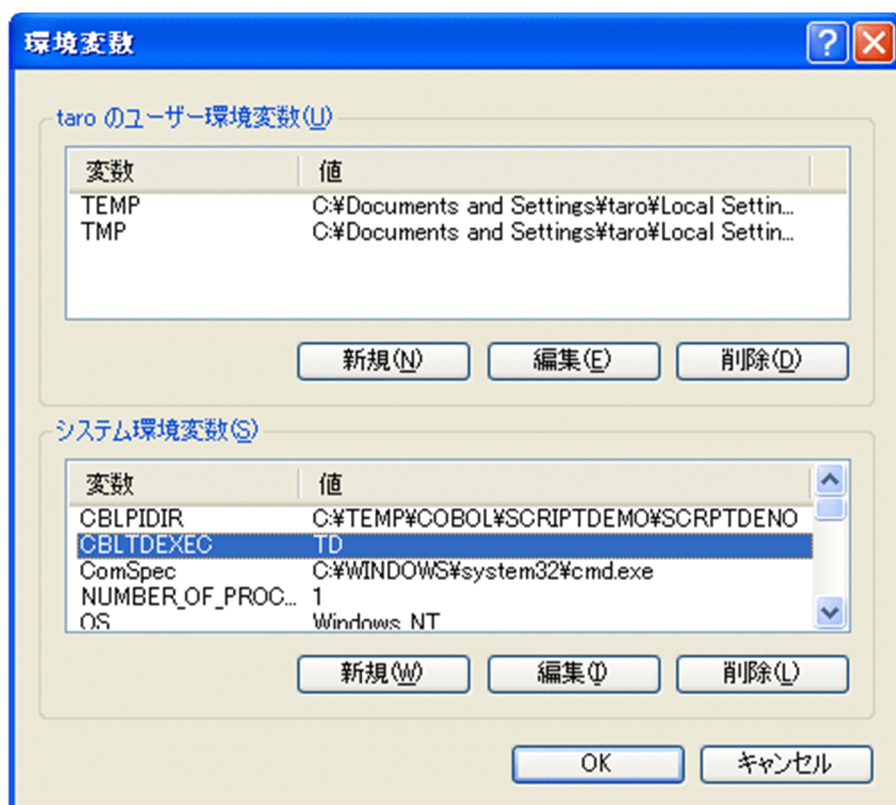 環境変数
taro のユーザー環境変数(U)
変数 値
TEMP C:¥Documents and Settings¥taro¥Local Settin...
TMP C:¥Documents and Settings¥taro¥Local Settin...
新規(N) 編集(E) 削除(D)
システム環境変数(S)
変数 値
CBLPIDIR C:¥TEMP¥COBOL¥SCRIPTDEMO¥SCRPTDENO
CBLTDEXEC TD
ComSpec C:¥WINDOWS¥system32¥cmd.exe
NUMBER_OF_PROC... 1
OS Windows_NT
新規(W) 編集(I) 削除(L)
OK キャンセル